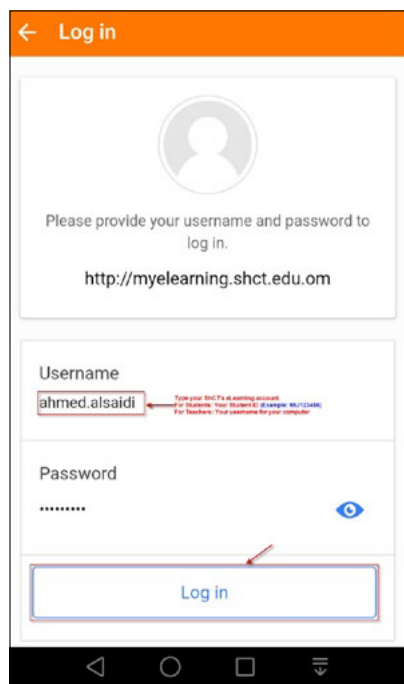 Log in
Please provide your username and password to
log in.
http://myelearning.shct.edu.om
Username
ahmed.alsaidi
Type your ShCT's eLearning account.
For Students: Your Student ID (Example: 66J123456)
For Teachers: Your username for your computer
Password
•••••••••
Log in